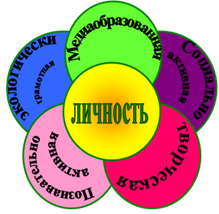 Медиаобразованная
Социально
активная
Творческая
Познавательно
активная
экологически
грамотная
ЛИЧНОСТЬ